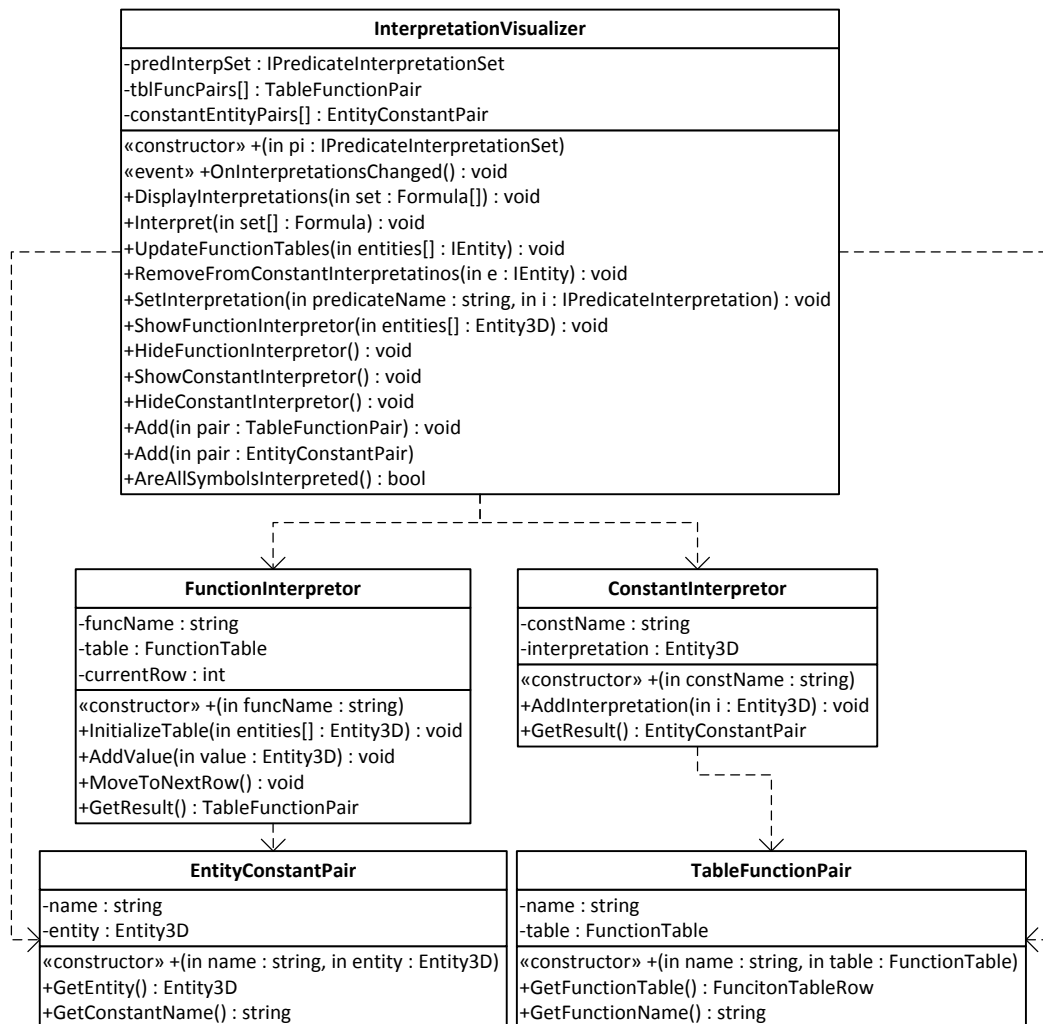 InterpretationVisualizer
-predInterpSet : IPredicateInterpretationSet
-tblFuncPairs[] : TableFunctionPair
-constantEntityPairs[] : EntityConstantPair
«constructor» +(in pi : IPredicateInterpretationSet)
«event» +OnInterpretationsChanged() : void
+DisplayInterpretations(in set : Formula[]) : void
+Interpret(in set[] : Formula) : void
+UpdateFunctionTables(in entities[] : IEntity) : void
+RemoveFromConstantInterpretatinos(in e : IEntity) : void
+SetInterpretation(in predicateName : string, in i : IPredicateInterpretation) : void
+ShowFunctionInterpretor(in entities[] : Entity3D) : void
+HideFunctionInterpretor() : void
+ShowConstantInterpretor() : void
+HideConstantInterpretor() : void
+Add(in pair : TableFunctionPair) : void
+Add(in pair : EntityConstantPair)
+AreAllSymbolsInterpreted() : bool
FunctionInterpretor
-funcName : string
-table : FunctionTable
-currentRow : int
«constructor» +(in funcName : string)
+InitializeTable(in entities[] : Entity3D) : void
+AddValue(in value : Entity3D) : void
+MoveToNextRow() : void
+GetResult() : TableFunctionPair
ConstantInterpretor
-constName : string
-interpretation : Entity3D
«constructor» +(in constName : string)
+AddInterpretation(in i : Entity3D) : void
+GetResult() : EntityConstantPair
EntityConstantPair
-name : string
-entity : Entity3D
«constructor» +(in name : string, in entity : Entity3D)
+GetEntity() : Entity3D
+GetConstantName() : string
TableFunctionPair
-name : string
-table : FunctionTable
«constructor» +(in name : string, in table : FunctionTable)
+GetFunctionTable() : FuncitonTableRow
+GetFunctionName() : string